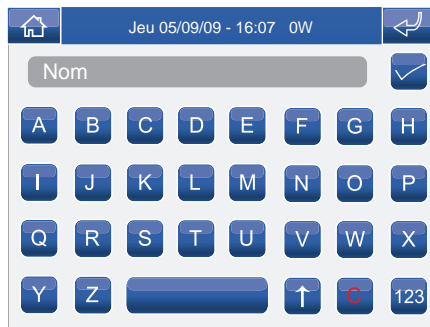 Jeu 05/09/09 - 16:07 0W
Nom
A B C D E F G H
I J K L M N O P
Q R S T U V W X
Y Z ↑ C 123